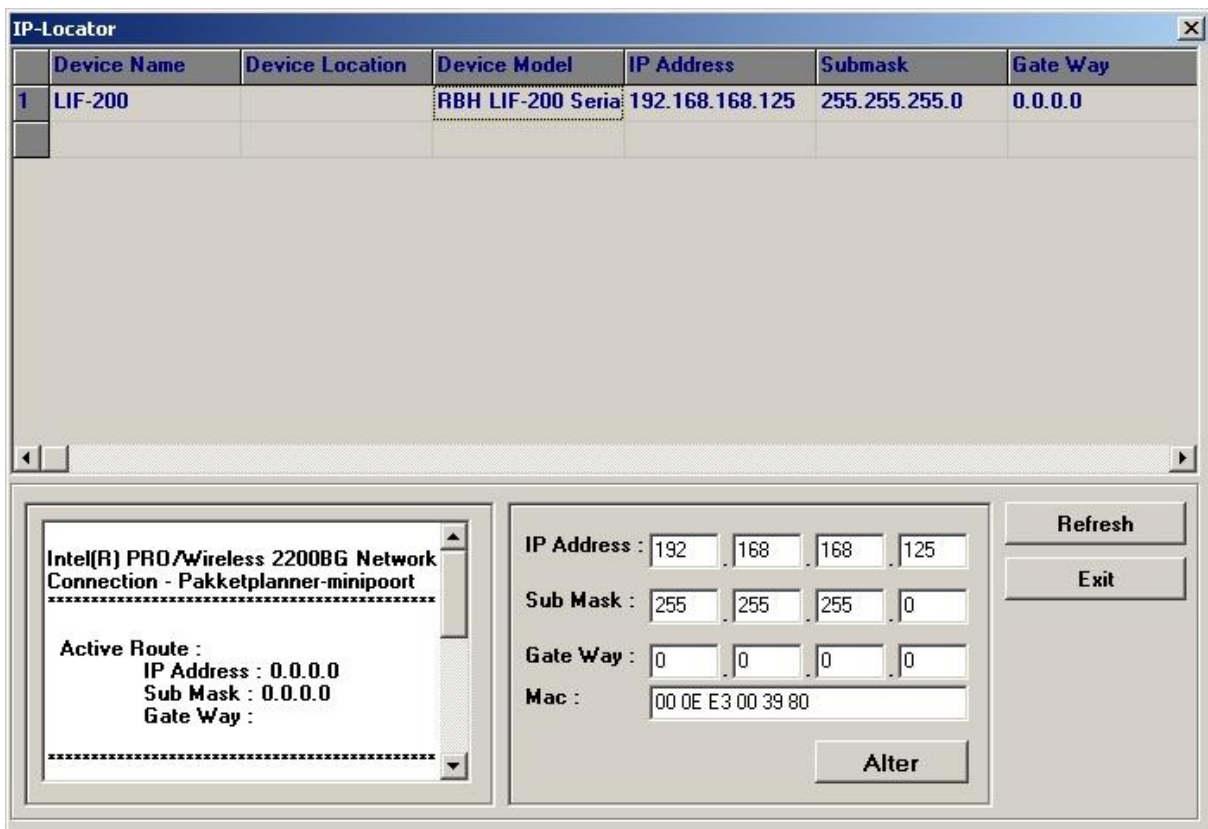 IP-Locator
Device Name Device Location Device Model IP Address Submask Gate Way
1 LIF-200 RBH LIF-200 Seria 192.168.168.125 255.255.255.0 0.0.0.0
Intel(R) PRO/Wireless 2200BG Network
Connection - Pakketplanner-minipoort
*********************************************
Active Route :
IP Address : 0.0.0.0
Sub Mask : 0.0.0.0
Gate Way :
*********************************************
IP Address : 192 . 168 . 168 . 125
Sub Mask : 255 . 255 . 255 . 0
Gate Way : 0 . 0 . 0 . 0
Mac : 00 0E E3 00 39 80
Alter
Refresh
Exit